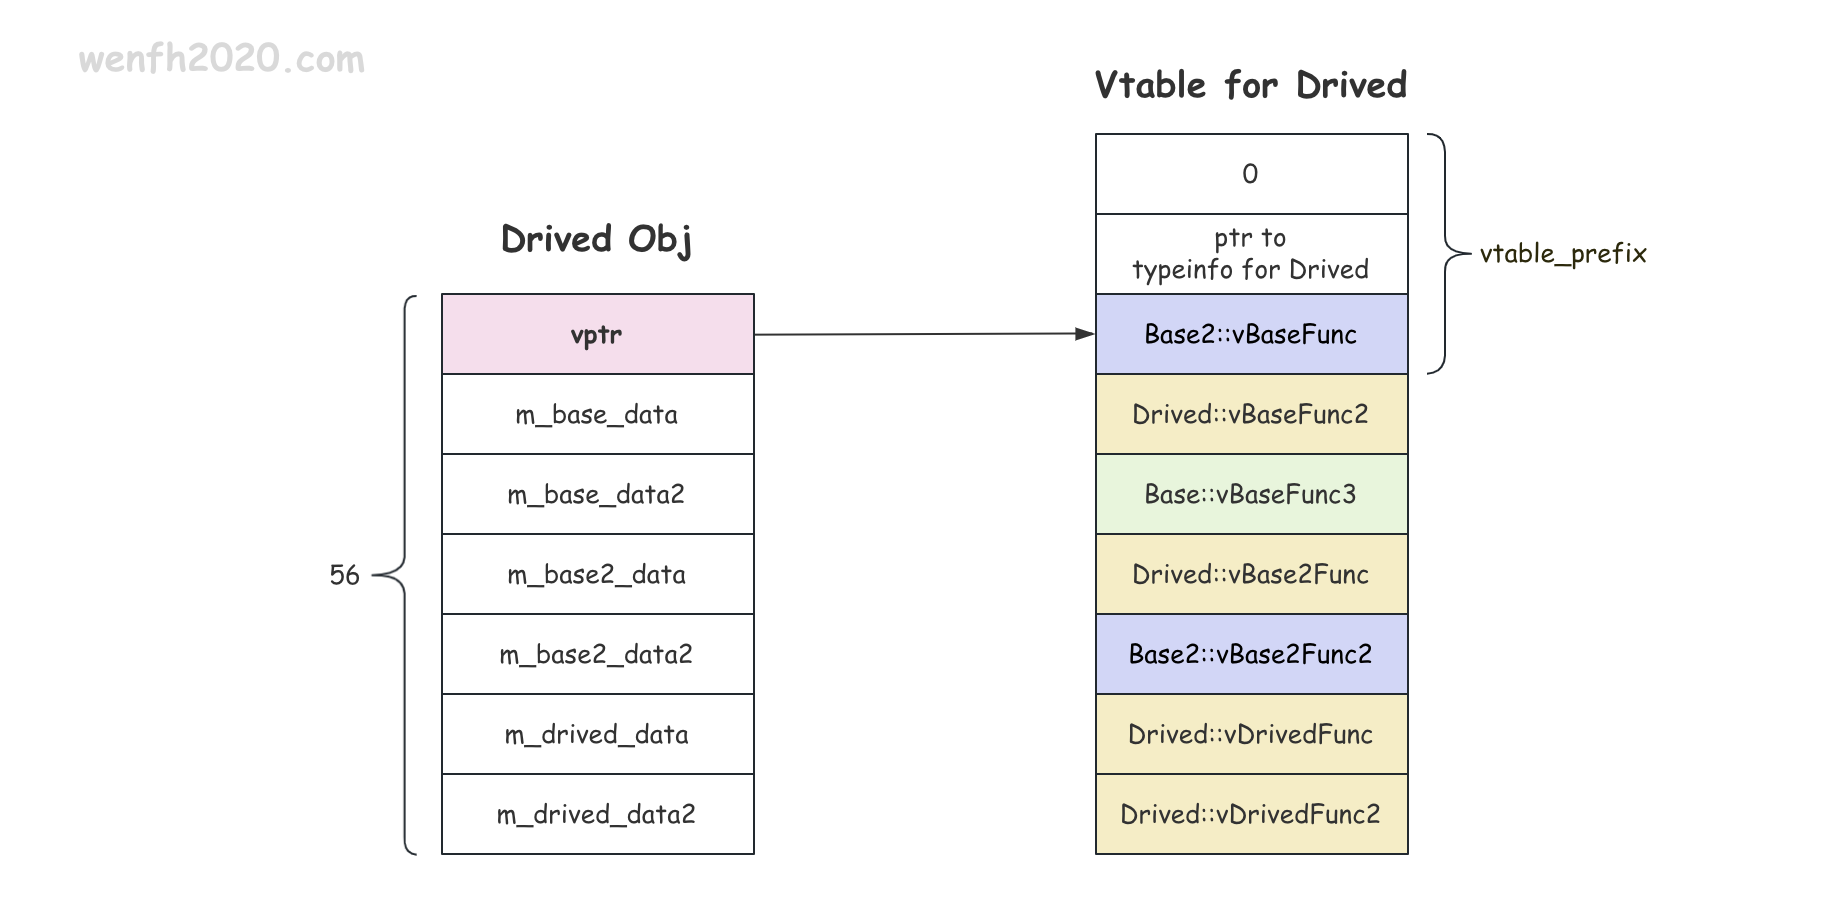 wenfh2020.com
Vtable for Drived
0
ptr to
typeinfo for Drived
vtable_prefix
Drived Obj
vptr
Base2::vBaseFunc
m_base_data
Drived::vBaseFunc2
m_base_data2
Base::vBaseFunc3
56
m_base2_data
Drived::vBase2Func
m_base2_data2
Base2::vBase2Func2
m_drived_data
Drived::vDrivedFunc
m_drived_data2
Drived::vDrivedFunc2